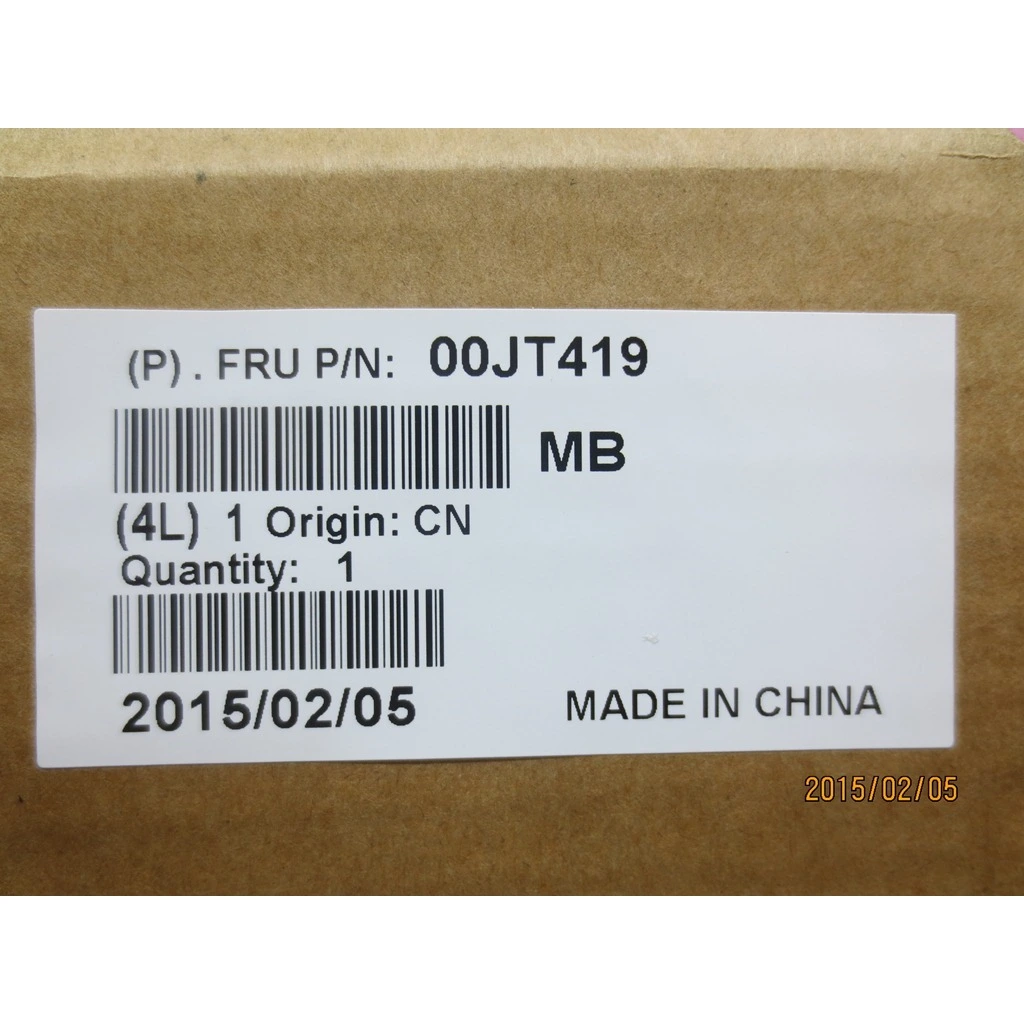 (P) . FRU P/N: 00JT419
MB
(4L) 1 Origin: CN
Quantity: 1
2015/02/05
MADE IN CHINA
2015/02/05